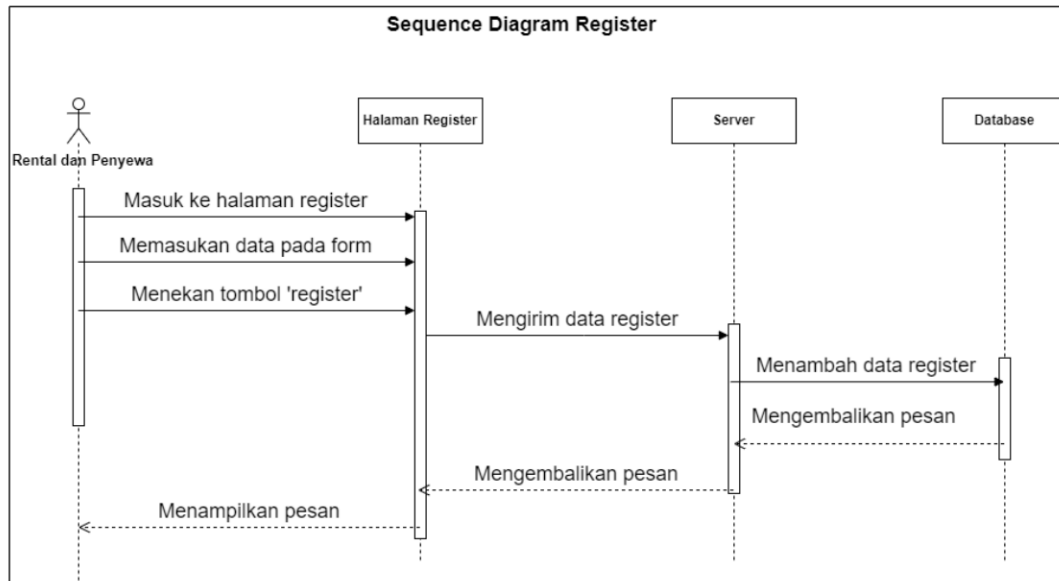 Sequence Diagram Register
Rental dan Penyewa
Halaman Register
Server
Database
Masuk ke halaman register
Memasukan data pada form
Menekan tombol 'register'
Mengirim data register
Menambah data register
Mengembalikan pesan
Mengembalikan pesan
Menampilkan pesan